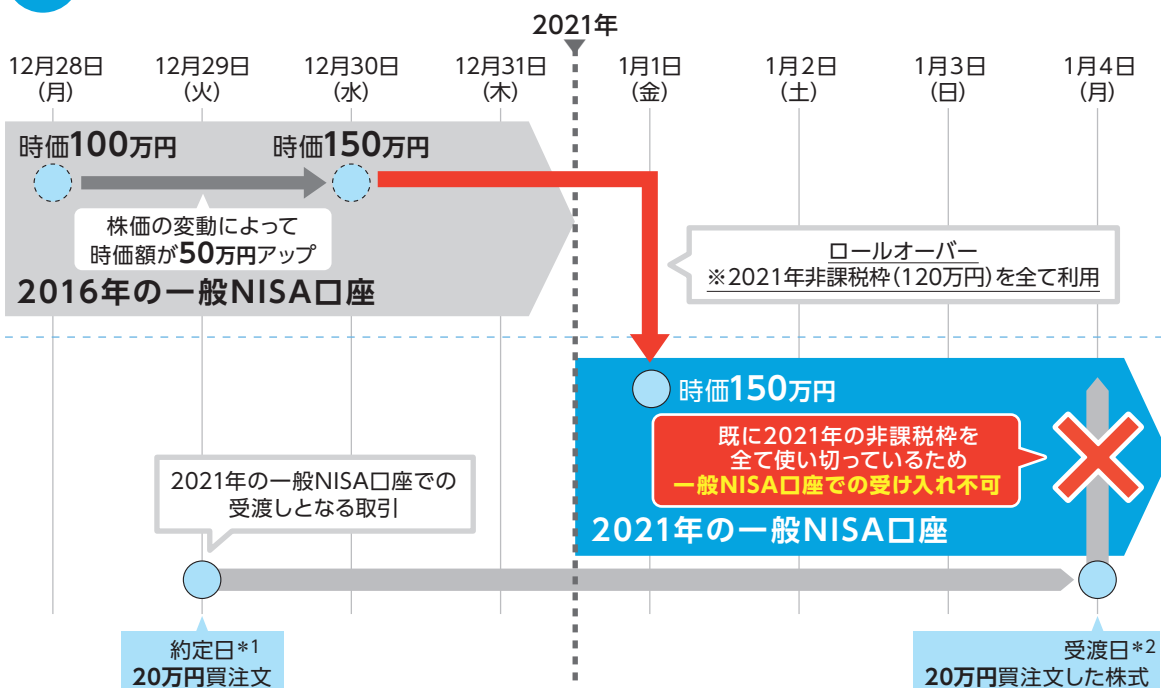 2021年
12月28日
(月)
12月29日
(火)
12月30日
(水)
12月31日
(木)
1月1日
(金)
1月2日
(土)
1月3日
(日)
1月4日
(月)
時価100万円
時価150万円
株価の変動によって
時価額が50万円アップ
2016年の一般NISA口座
ロールオーバー
※2021年非課税枠(120万円)を全て利用
時価150万円
既に2021年の非課税枠を
全て使い切っているため
一般NISA口座での受け入れ不可
2021年の一般NISA口座での
受渡しとなる取引
2021年の一般NISA口座
約定日*1
20万円買注文
受渡日*2
20万円買注文した株式